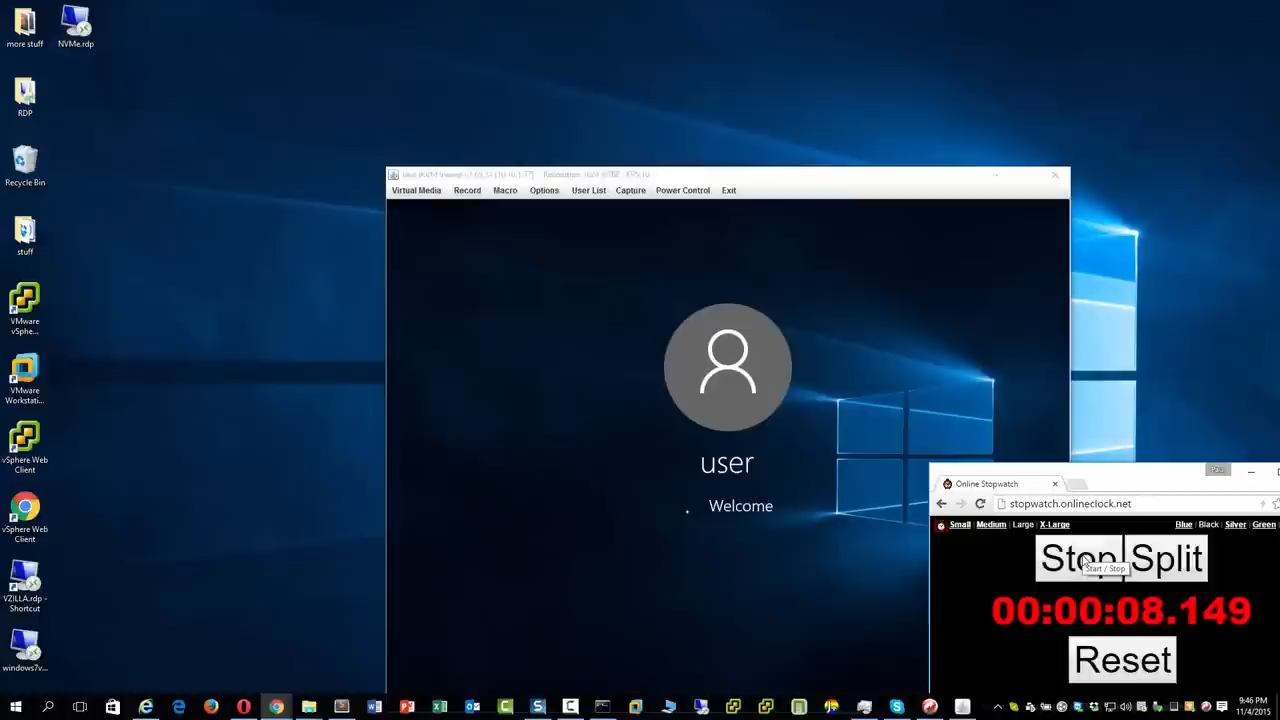 more stuff
NVMe.rdp
RDP
Recycle Bin
stuff
VMware
vSphe...
VMware
Workstati...
vSphere Web
Client
vSphere Web
Client
VZILLA.rdp -
Shortcut
windows7v...
Virtual Media Record Macro Options User List Capture Power Control Exit
user
Welcome
Paul
Online Stopwatch
stopwatch.onlineclock.net
Small | Medium | Large | X-Large
Blue | Black | Silver | Green
Stop Split
Start / Stop
00:00:08.149
Reset
9:46 PM
11/4/2015